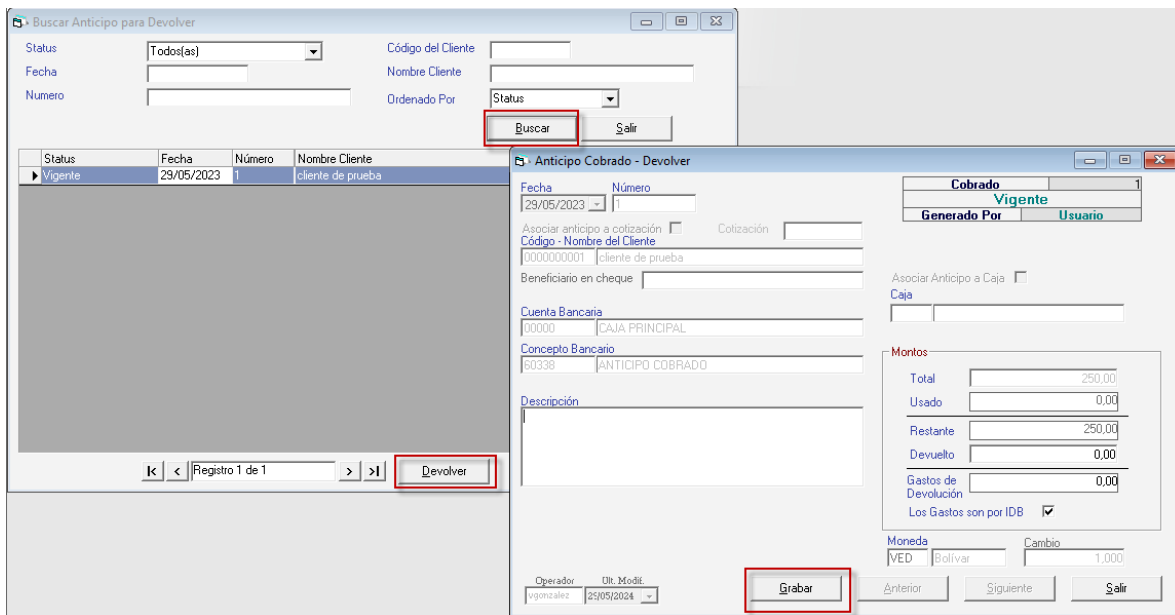 Buscar Anticipo para Devolver
Status Todos(as) Código del Cliente
Fecha Nombre Cliente
Numero Ordenado Por Status
Buscar Salir
Status Fecha Número Nombre Cliente
Vigente 29/05/2023 1 cliente de prueba
Registro 1 de 1 Devolver
Anticipo Cobrado - Devolver
Fecha Número
29/05/2023 1
Cobrado 1
Vigente
Generado Por Usuario
Asociar anticipo a cotización Cotización
Código - Nombre del Cliente
0000000001 cliente de prueba
Beneficiario en cheque
Asociar Anticipo a Caja
Caja
Cuenta Bancaria
00000 CAJA PRINCIPAL
Concepto Bancario
60338 ANTICIPO COBRADO
Descripción
Montos
Total 250,00
Usado 0,00
Restante 250,00
Devuelto 0,00
Gastos de
Devolución 0,00
Los Gastos son por IDB
Moneda Cambio
VED Bolívar 1,000
Operador Ult. Modif.
vgonzalez 29/05/2024
Grabar Anterior Siguiente Salir